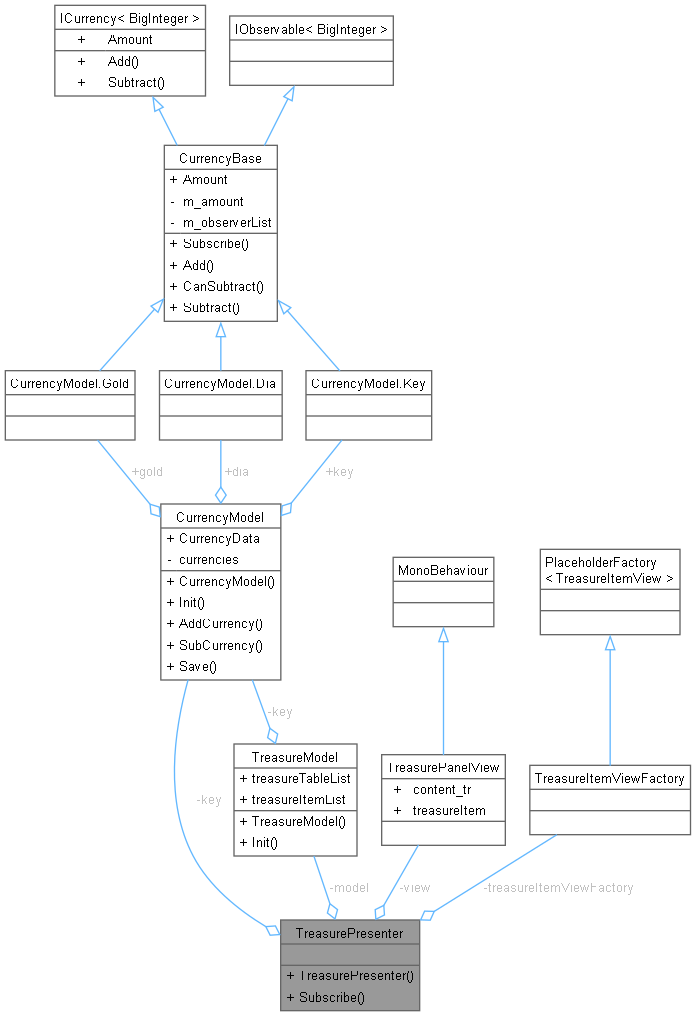 ICurrency< BigInteger >
+ Amount
+ Add()
+ Subtract()
IObservable< BigInteger >
CurrencyBase
+ Amount
- m_amount
- m_observerList
+ Subscribe()
+ Add()
+ CanSubtract()
+ Subtract()
CurrencyModel.Gold
CurrencyModel.Dia
CurrencyModel.Key
+gold
+dia
+key
CurrencyModel
+ CurrencyData
- currencies
+ CurrencyModel()
+ Init()
+ AddCurrency()
+ SubCurrency()
+ Save()
MonoBehaviour
PlaceholderFactory
< TreasureItemView >
-key
-key
TreasureModel
+ treasureTableList
+ treasureItemList
+ TreasureModel()
+ Init()
TreasurePanelView
+ content_tr
+ treasureItem
TreasureItemViewFactory
-model
-view
-treasureItemViewFactory
TreasurePresenter
+ TreasurePresenter()
+ Subscribe()